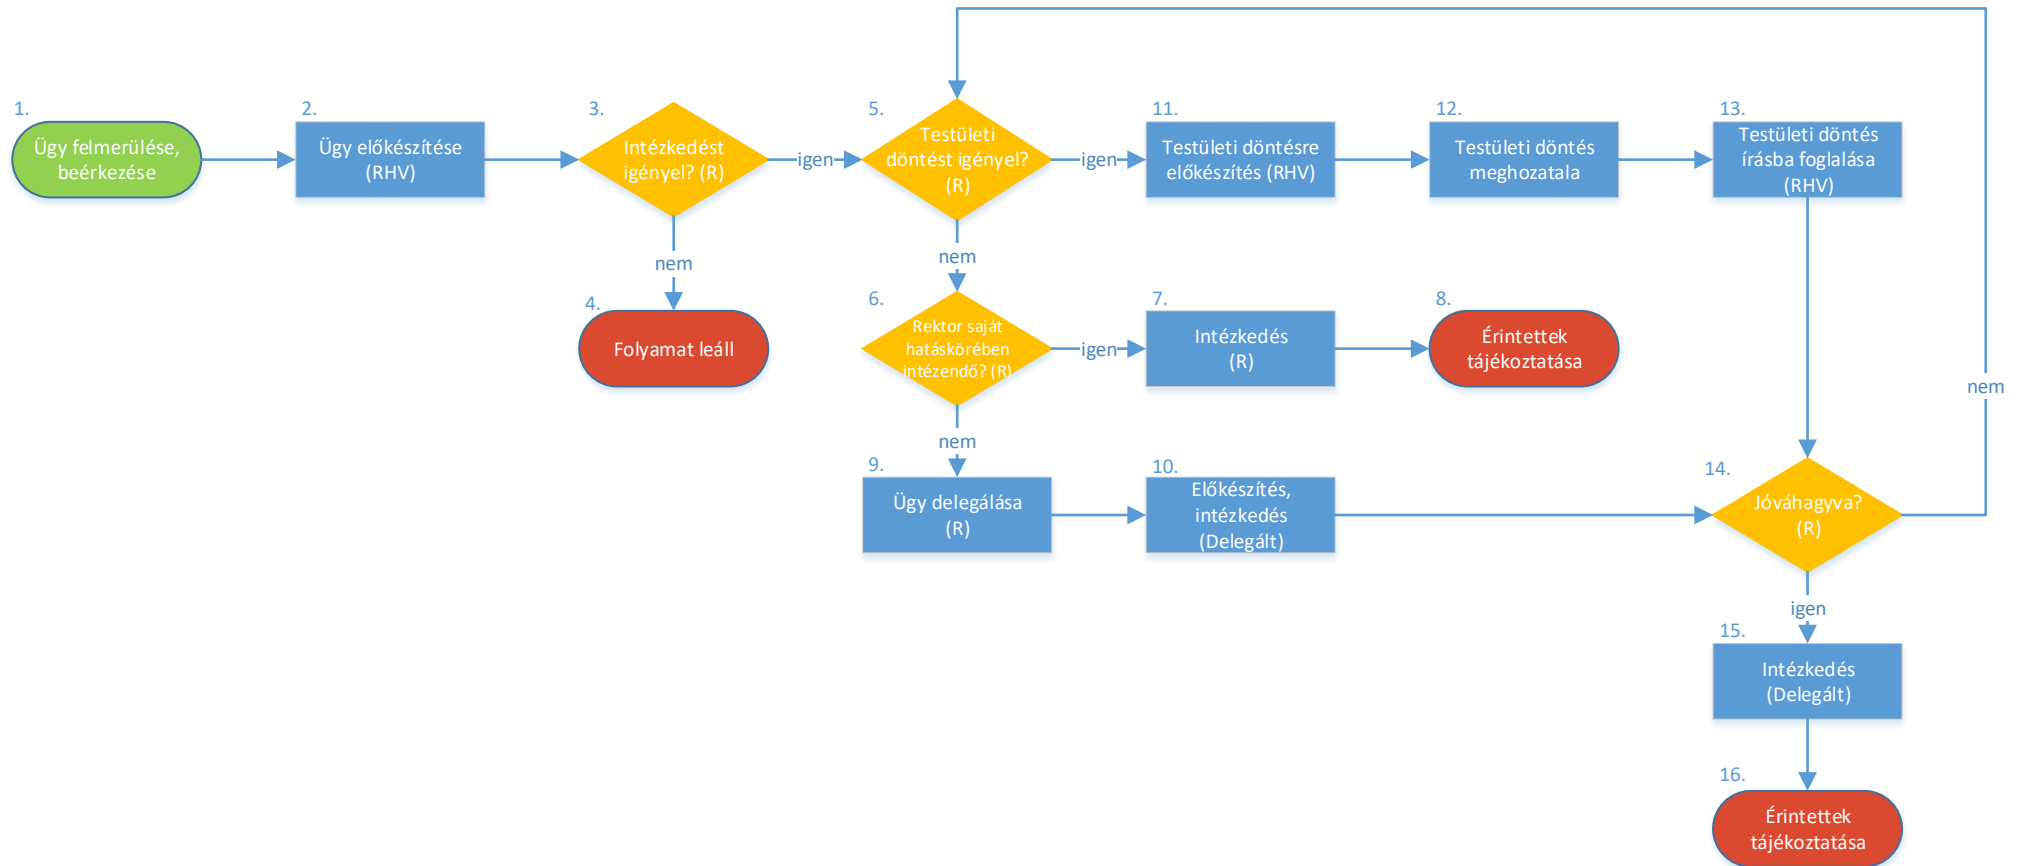 1.
Ügy felmerülése,
beérkezése
2.
Ügy előkészítése
(RHV)
3.
Intézkedést
igényel? (R)
igen
nem
4.
Folyamat leáll
5.
Testületi
döntést igényel?
(R)
igen
nem
6.
Rektor saját
hatáskörében
intézendő? (R)
igen
nem
7.
Intézkedés
(R)
8.
Érintettek
tájékoztatása
9.
Ügy delegálása
(R)
10.
Előkészítés,
intézkedés
(Delegált)
11.
Testületi döntésre
előkészítés (RHV)
12.
Testületi döntés
meghozatala
13.
Testületi döntés
írásba foglalása
(RHV)
14.
Jóváhagyva?
(R)
nem
igen
15.
Intézkedés
(Delegált)
16.
Érintettek
tájékoztatása